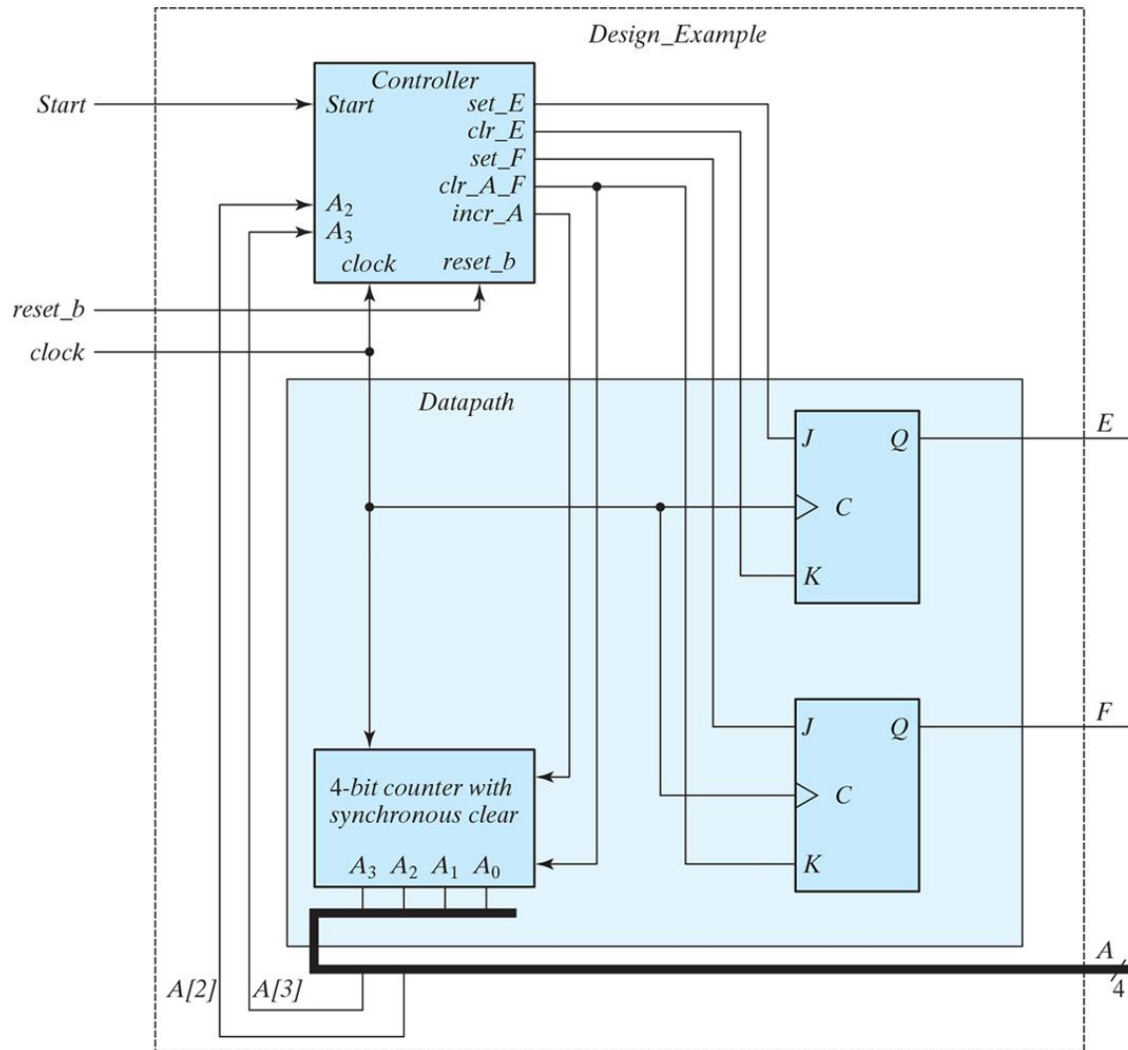 Design_Example
Controller
Start
Start
set_E
clr_E
set_F
clr_A_F
incr_A
A2
A3
clock
reset_b
reset_b
clock
Datapath
J
Q
E
C
K
J
Q
F
C
K
4-bit counter with
synchronous clear
A3 A2 A1 A0
A
4
A[2]
A[3]